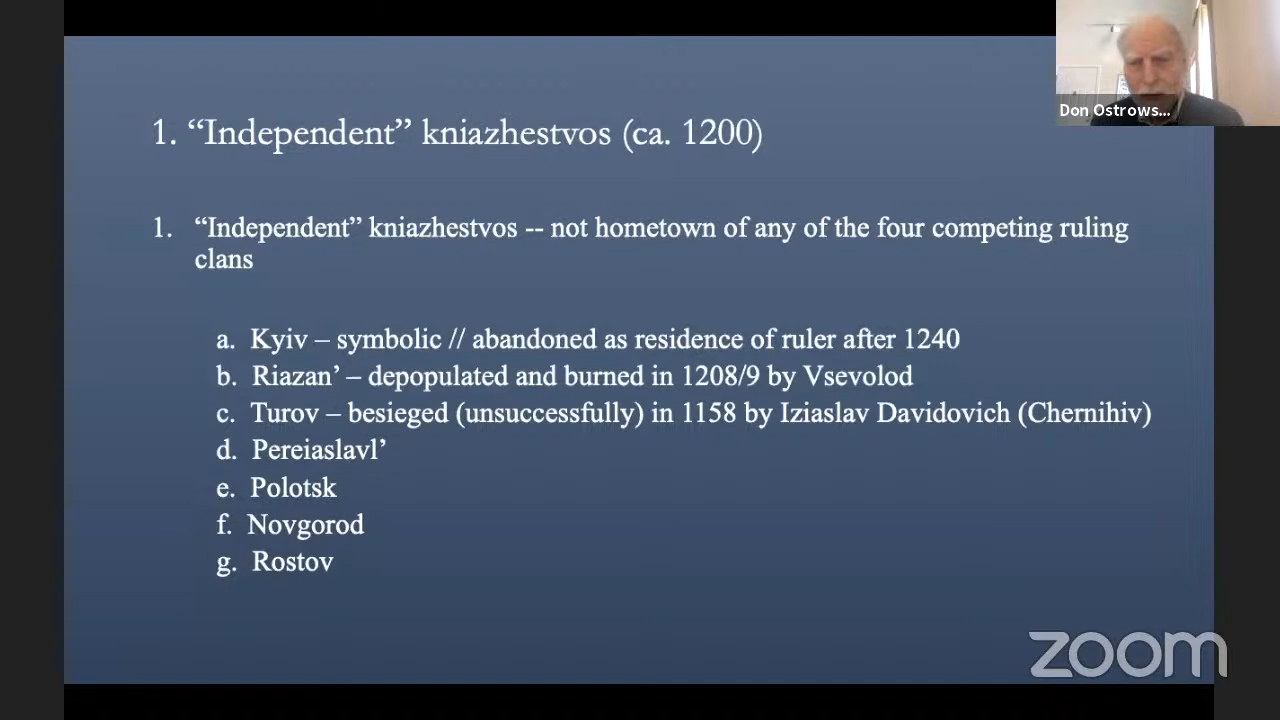 Don Ostrows...
1. “Independent” kniazhestvos (ca. 1200)
1. “Independent” kniazhestvos -- not hometown of any of the four competing ruling
clans
a. Kyiv – symbolic // abandoned as residence of ruler after 1240
b. Riazan’ – depopulated and burned in 1208/9 by Vsevolod
c. Turov – besieged (unsuccessfully) in 1158 by Iziaslav Davidovich (Chernihiv)
d. Pereiaslavl’
e. Polotsk
f. Novgorod
g. Rostov
zoom